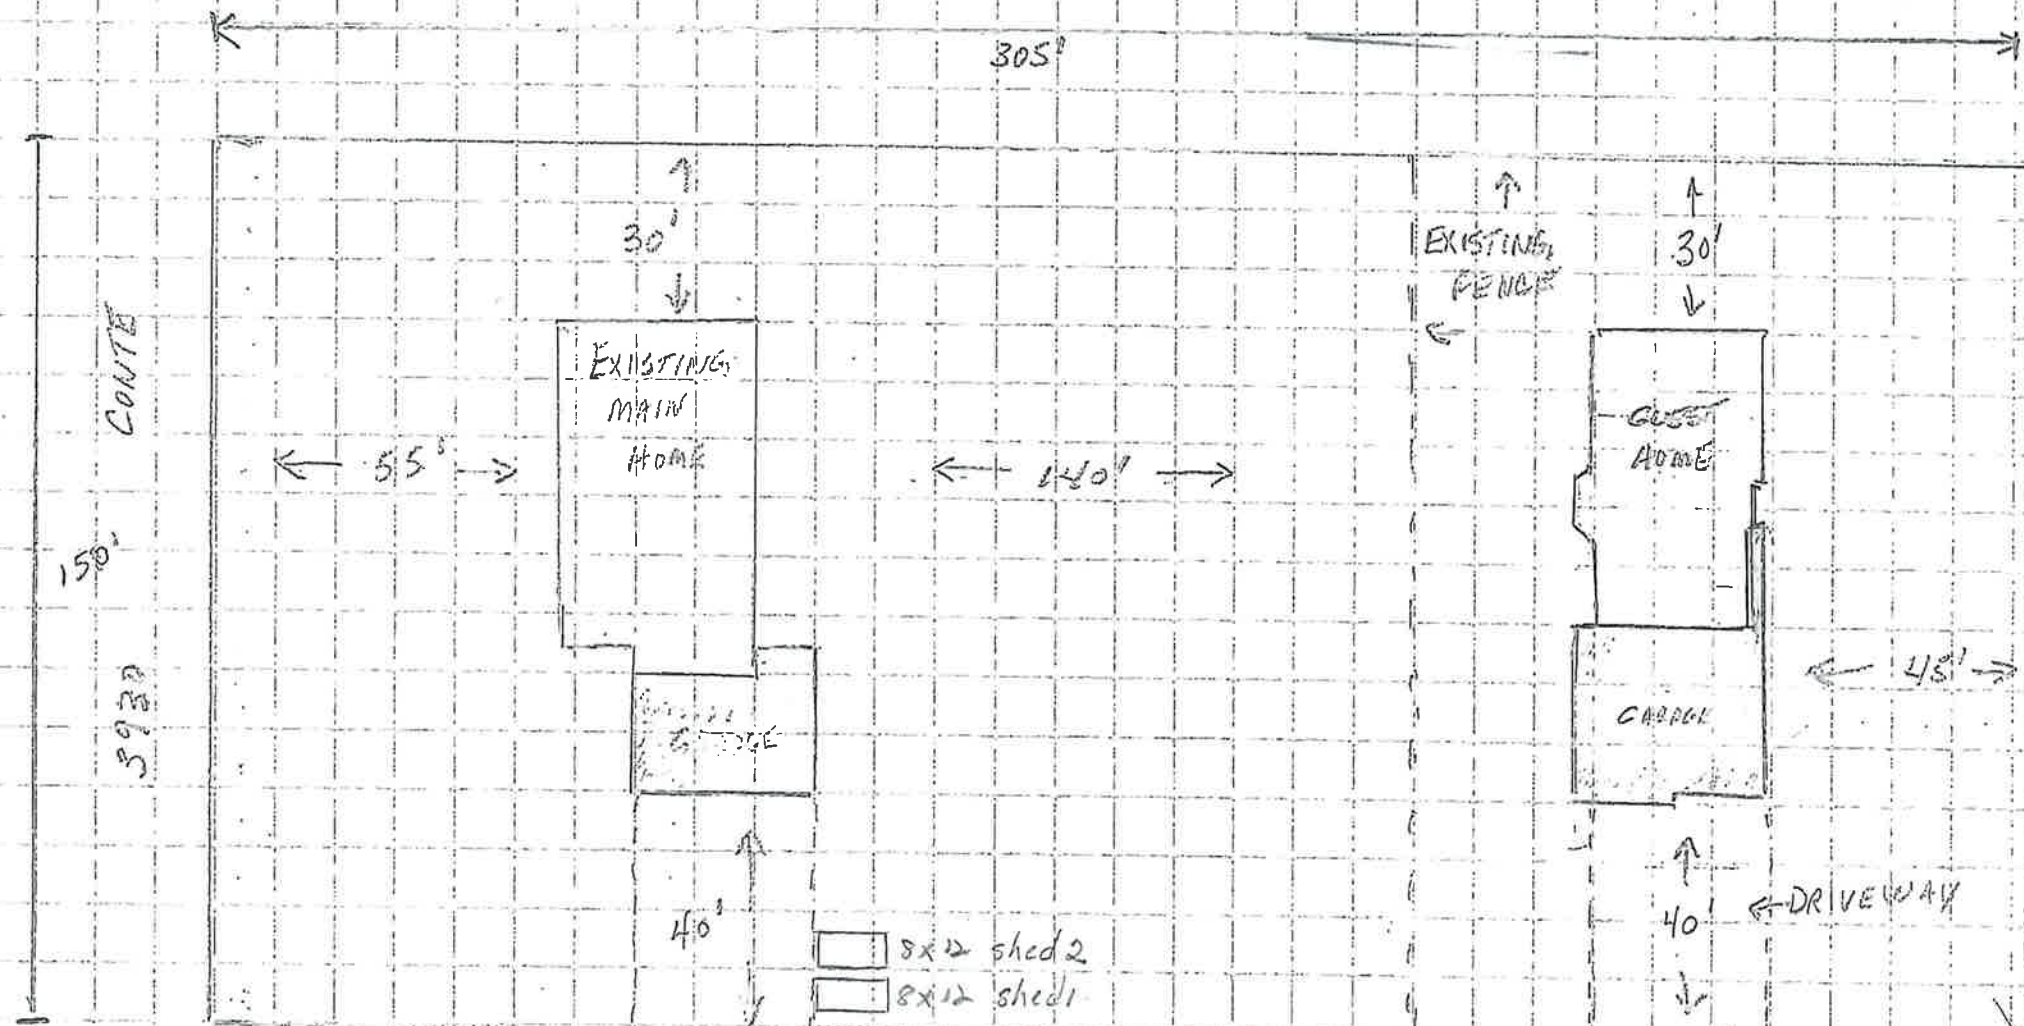 305'
30'
EXISTING
FENCE
30'
CONTE
EXISTING
MAIN
HOME
GUEST
HOME
55'
140'
150'
45'
GARAGE
40'
40'
DRIVEWAY
8x12 shed 2
8x12 shed 1